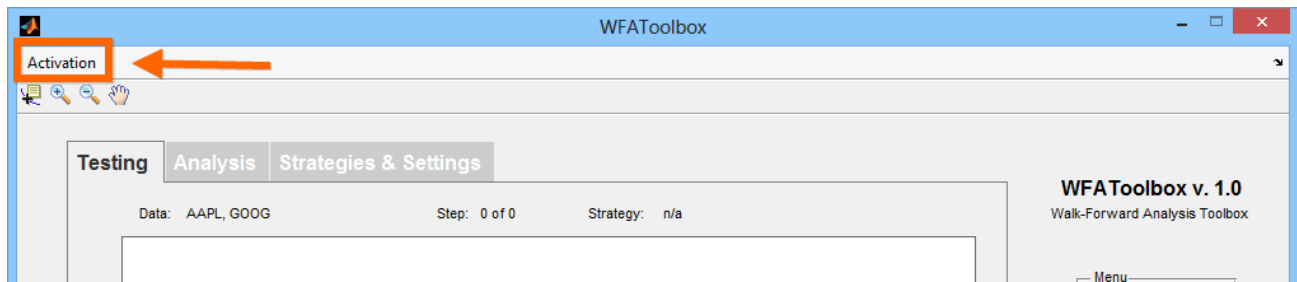 WFAToolbox
Activation
Testing Analysis Strategies & Settings
WFAToolbox v. 1.0
Data: AAPL, GOOG Step: 0 of 0 Strategy: n/a
Walk-Forward Analysis Toolbox
Menu